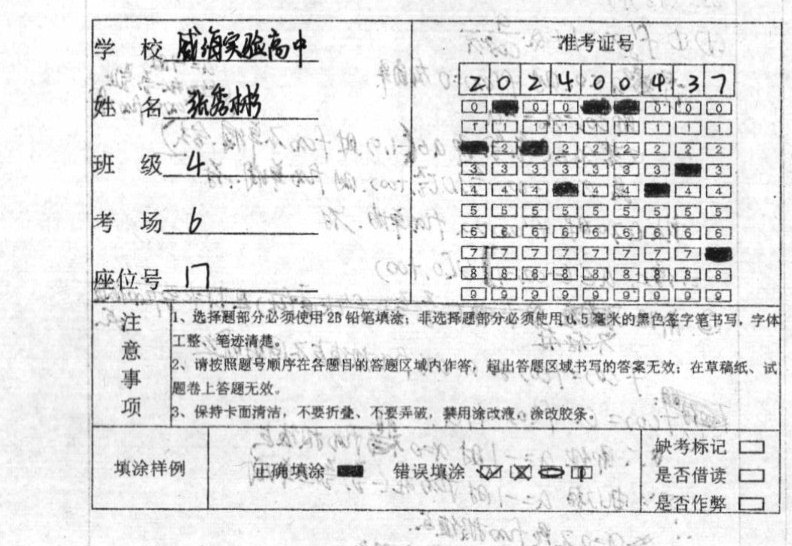 学 校 威海实验高中
姓 名 张秀彬
班 级 4
考 场 6
座位号 17
准考证号
2 0 2 4 0 0 4 3 7
0 0 0 0 0 0
1 1 1 1 1 1 1 1 1
2 2 2 2 2 2 2
3 3 3 3 3 3 3 3
4 4 4 4 4 4 4
5 5 5 5 5 5 5 5 5
6 6 6 6 6 6 6 6 6
7 7 7 7 7 7 7 7
8 8 8 8 8 8 8 8 8
9 9 9 9 9 9 9 9 9
注意事项
1、选择题部分必须使用2B铅笔填涂；非选择题部分必须使用0.5毫米的黑色签字笔书写，字体
工整、笔迹清楚。
2、请按照题号顺序在各题目的答题区域内作答，超出答题区域书写的答案无效；在草稿纸、试
题卷上答题无效。
3、保持卡面清洁，不要折叠、不要弄破，禁用涂改液、涂改胶条。
填涂样例 正确填涂 错误填涂
缺考标记
是否借读
是否作弊